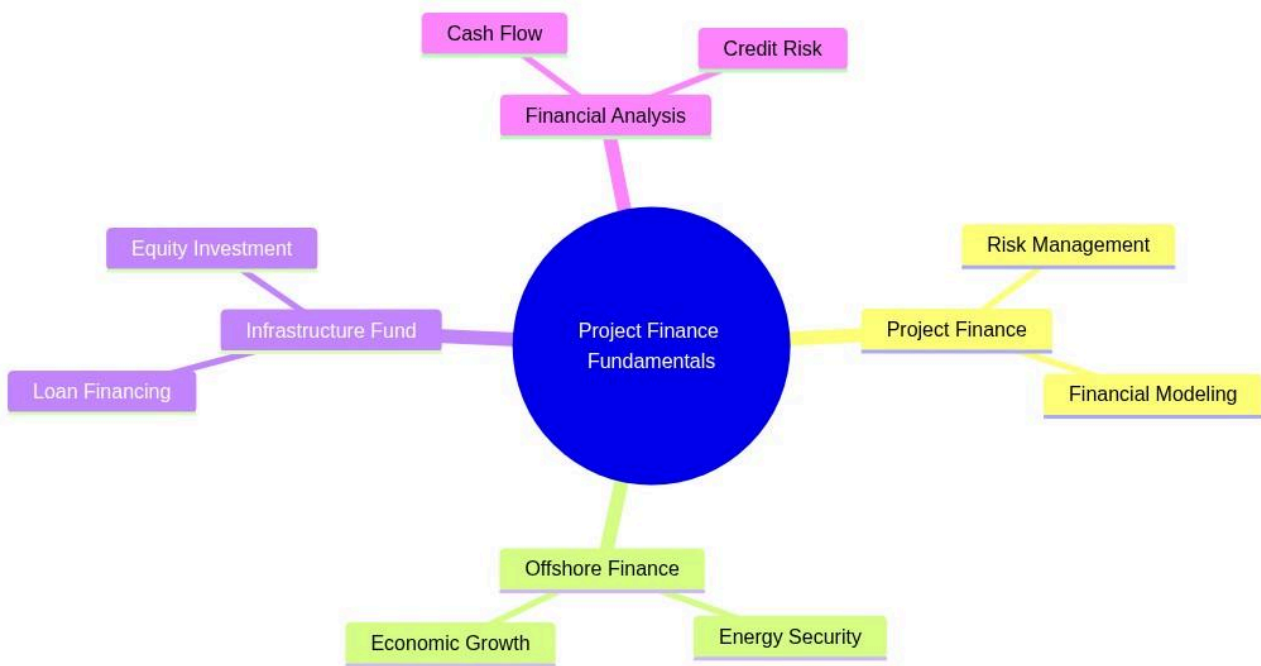 Cash Flow
Credit Risk
Financial Analysis
Equity Investment
Risk Management
Infrastructure Fund
Project Finance
Fundamentals
Project Finance
Loan Financing
Financial Modeling
Offshore Finance
Economic Growth
Energy Security